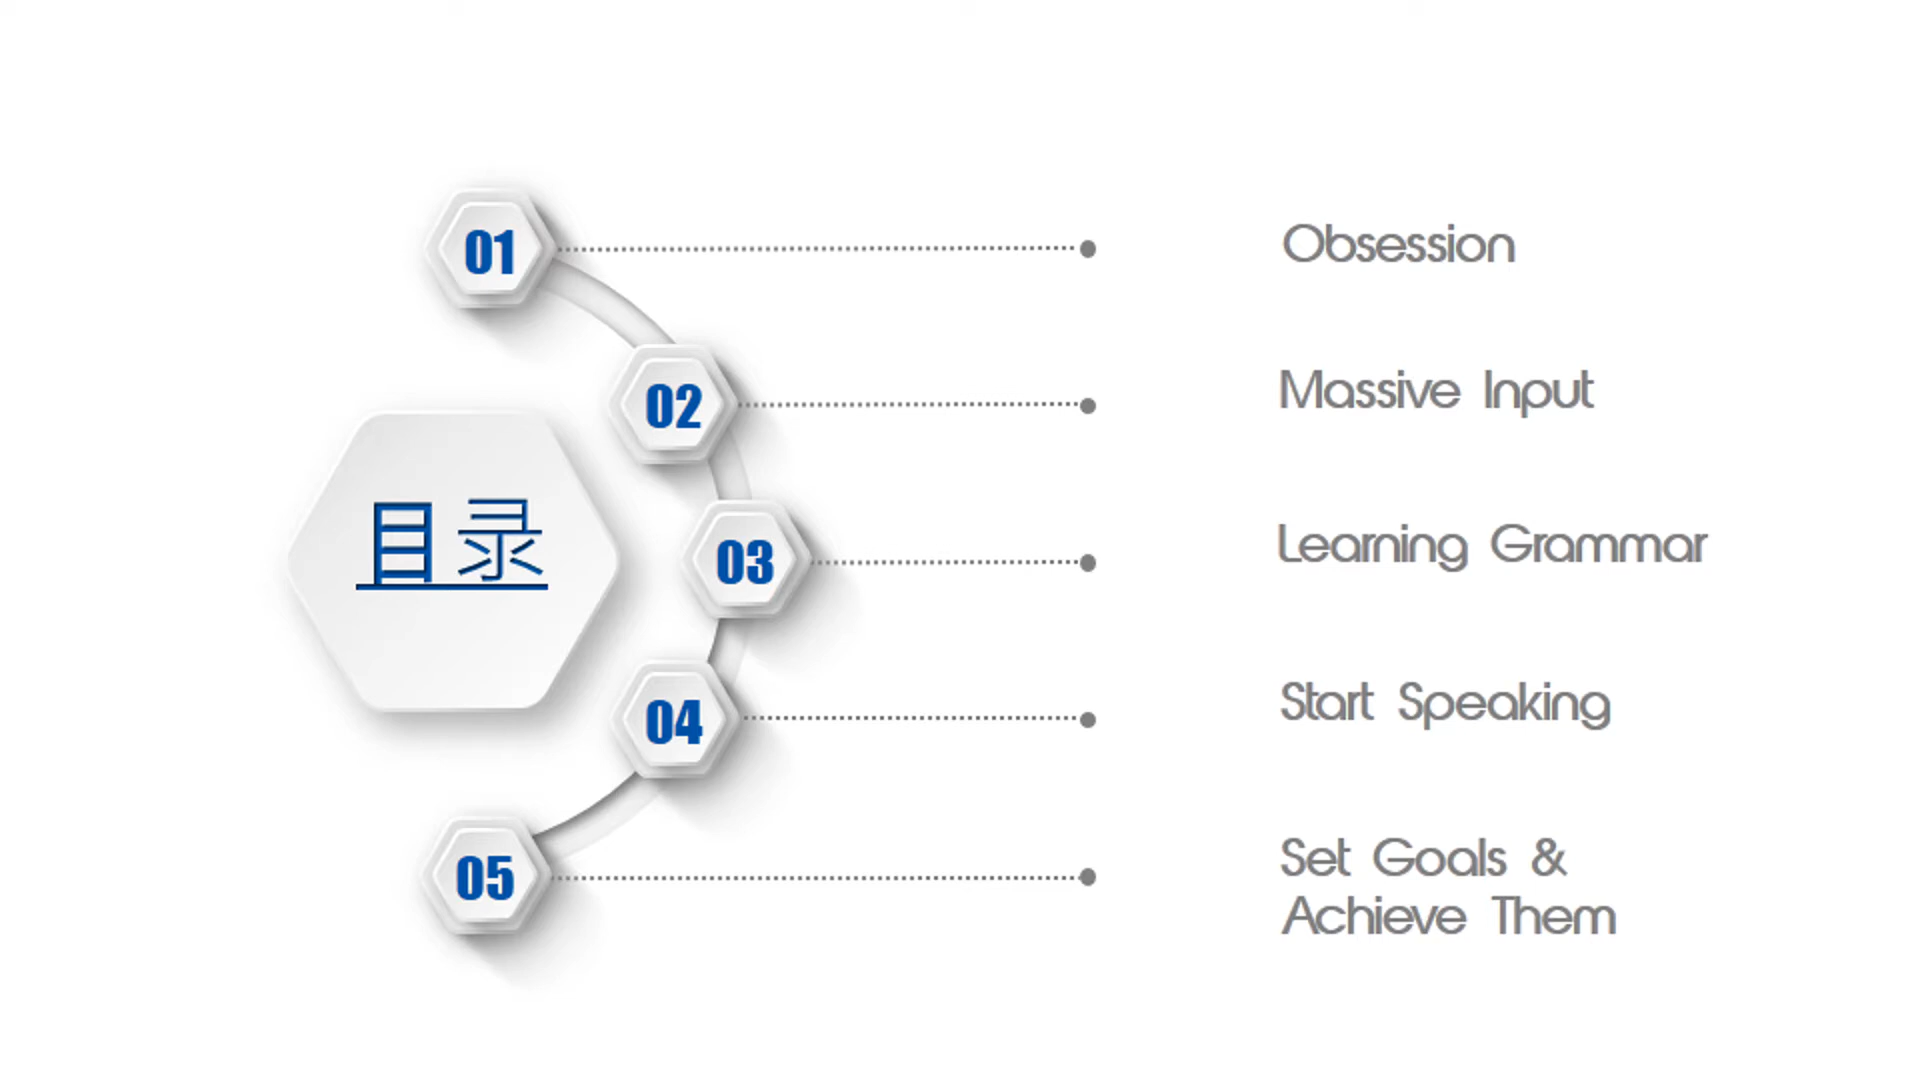 目录
01
Obsession
02
Massive Input
03
Learning Grammar
04
Start Speaking
05
Set Goals &
Achieve Them